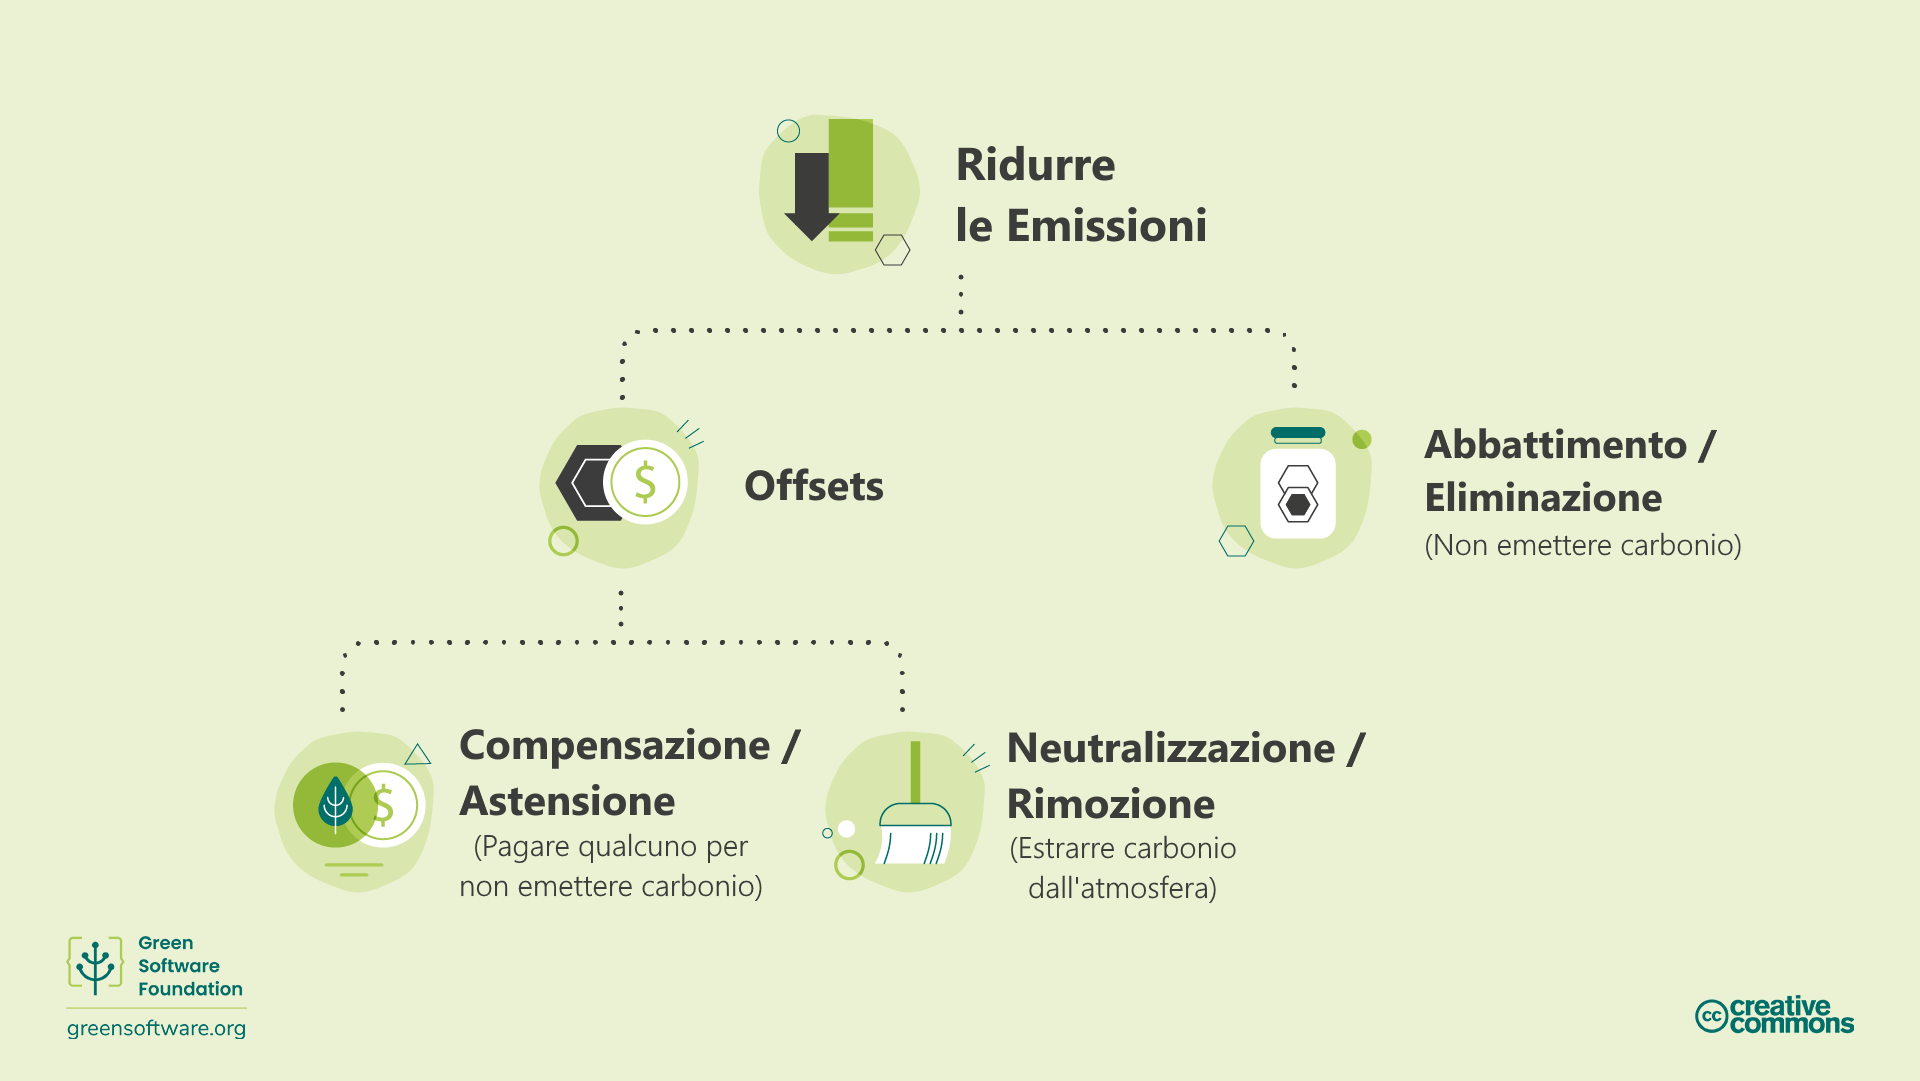 Ridurre
le Emissioni
$
Offsets
Abbattimento /
Eliminazione
(Non emettere carbonio)
$
Compensazione /
Astensione
(Pagare qualcuno per
non emettere carbonio)
Neutralizzazione /
Rimozione
(Estrarre carbonio
dall'atmosfera)
Green
Software
Foundation
greensoftware.org
cc creative
commons